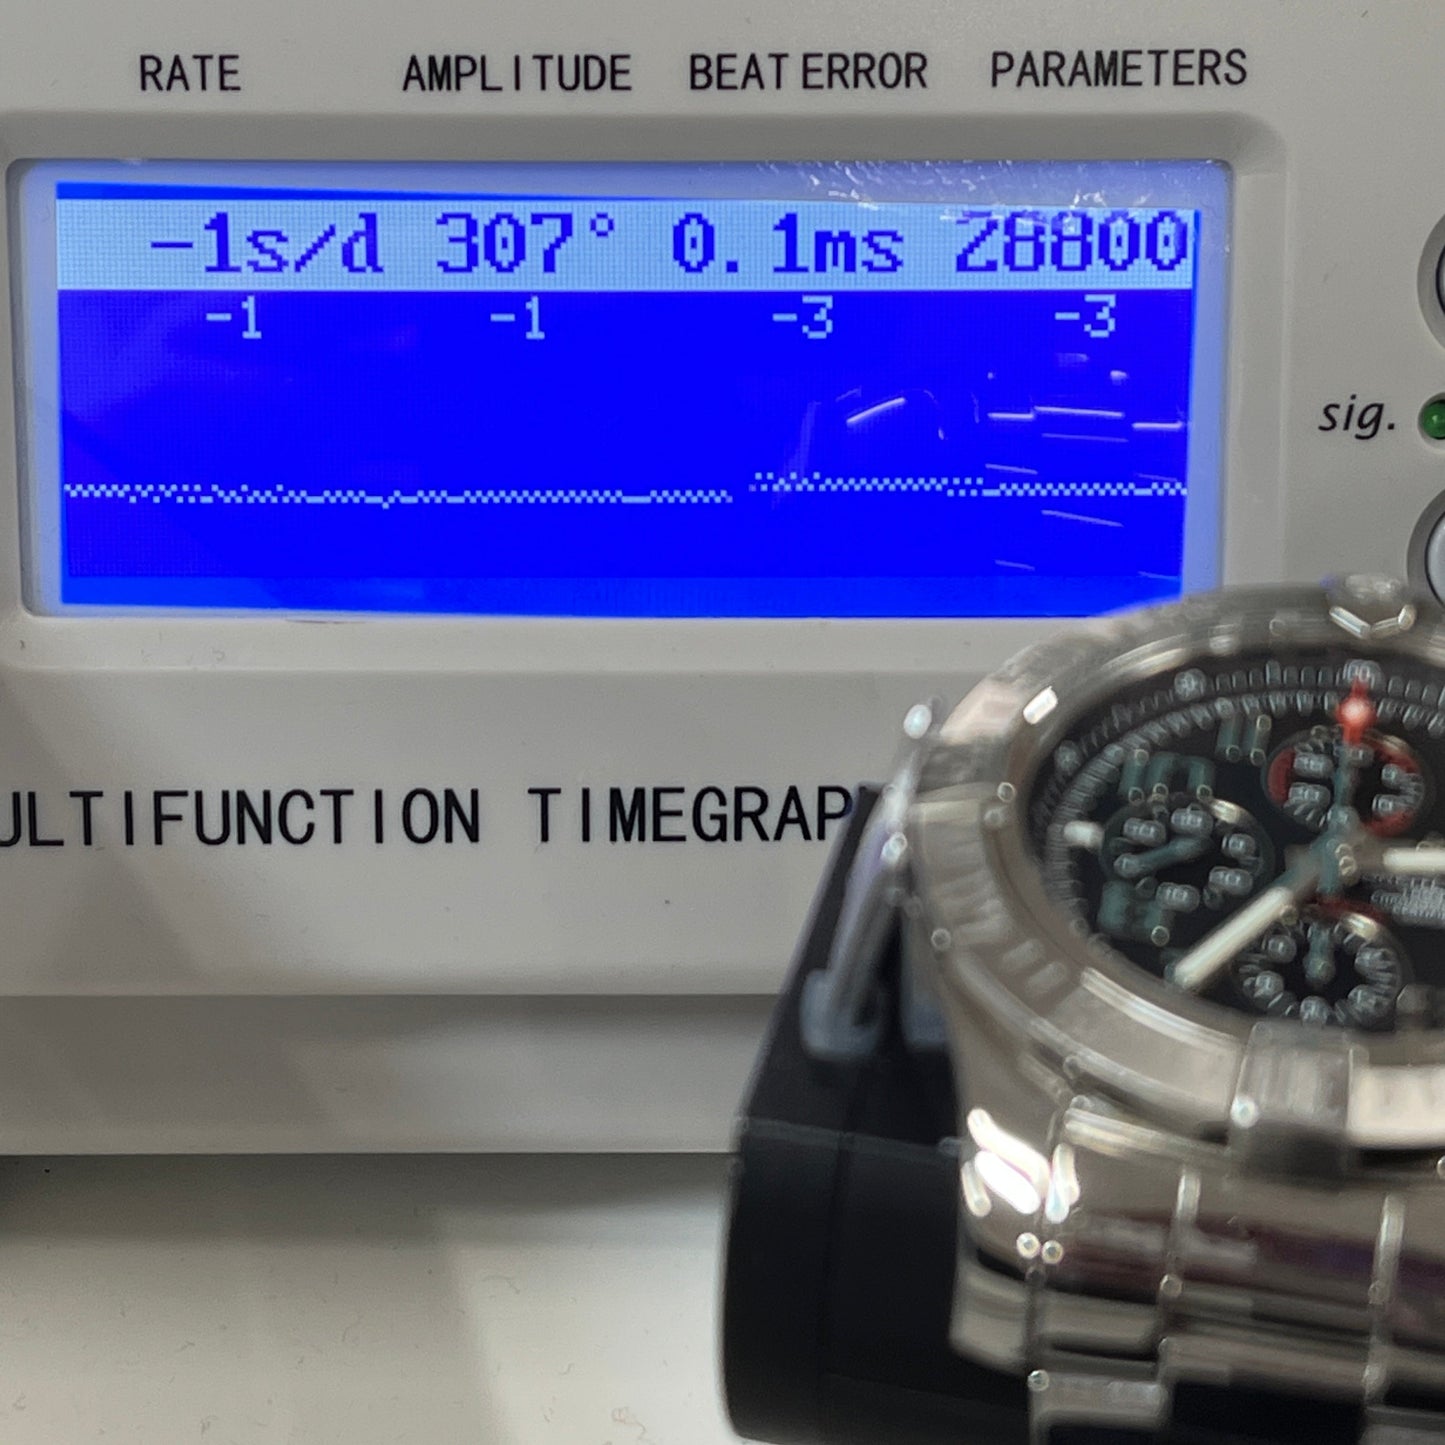 RATE AMPLITUDE BEAT ERROR PARAMETERS
-1s/d 307° 0.1ms 28800
-1 -1 -3 -3
sig.
ULTIFUNCTION TIMEGRAP